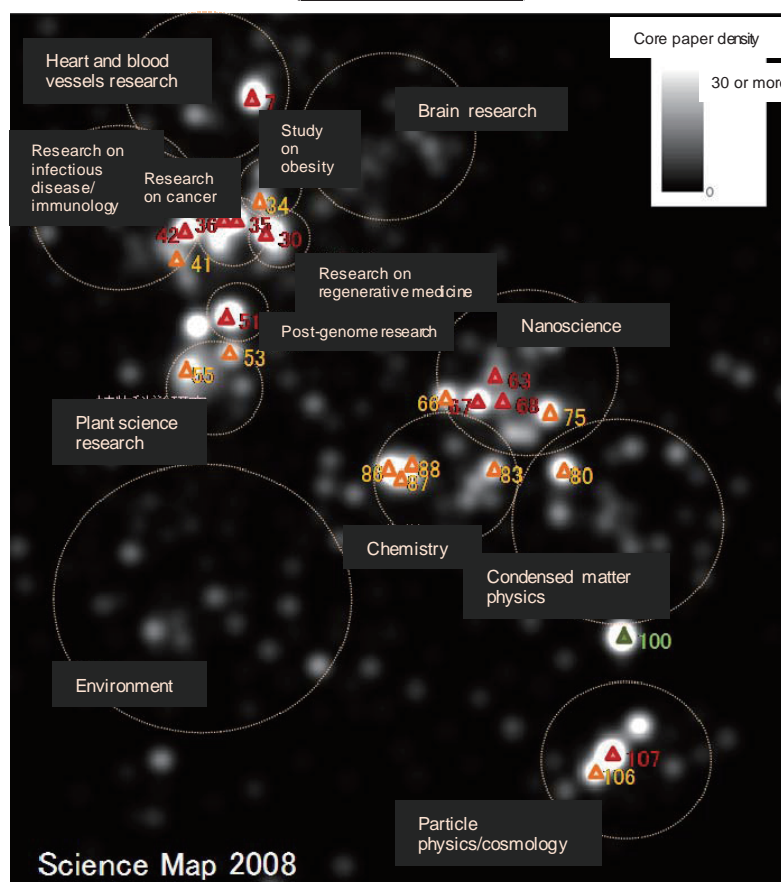 Core paper density
30 or more
0
Heart and blood
vessels research
7
Brain research
Study
on
obesity
Research on
infectious
disease/
immunology
Research
on cancer
34
42
36
35
30
41
Research on
regenerative medicine
51
Post-genome research
Nanoscience
53
55
63
66
67
68
75
Plant science
research
86
88
87
83
80
Chemistry
Condensed matter
physics
100
Environment
107
106
Particle
physics/cosmology
Science Map 2008